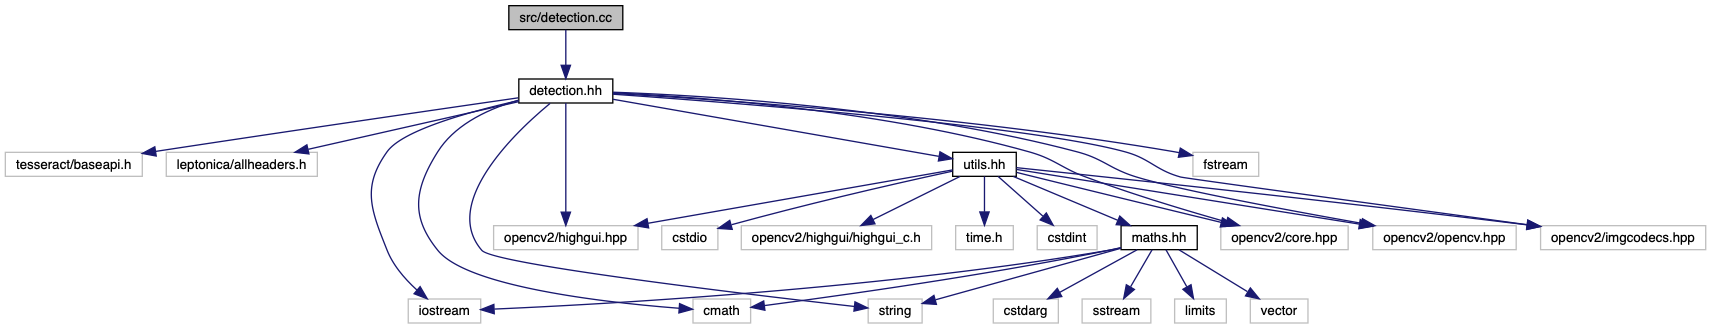 src/detection.cc
detection.hh
tesseract/baseapi.h
leptonica/allheaders.h
utils.hh
fstream
opencv2/highgui.hpp
cstdio
opencv2/highgui/highgui_c.h
time.h
cstdint
maths.hh
opencv2/core.hpp
opencv2/opencv.hpp
opencv2/imgcodecs.hpp
iostream
cmath
string
cstdarg
sstream
limits
vector